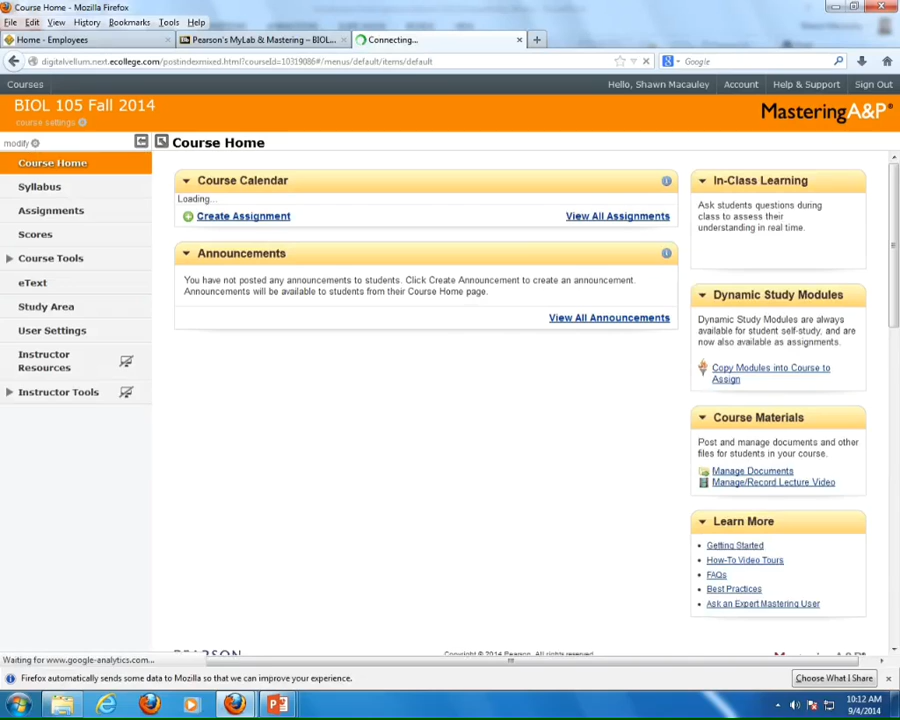 Course Home - Mozilla Firefox
File Edit View History Bookmarks Tools Help
Home - Employees
Pearson's MyLab & Mastering – BIOL...
Connecting...
digitalvellum.next.ecollege.com/postindexmixed.html?courseId=10319086#/menus/default/items/default
Google
Courses
Hello, Shawn Macauley Account Help & Support Sign Out
BIOL 105 Fall 2014
course settings
MasteringA&P®
modify
Course Home
Course Home
Syllabus
Assignments
Scores
Course Tools
eText
Study Area
User Settings
Instructor
Resources
Instructor Tools
Course Calendar
Loading...
Create Assignment
View All Assignments
Announcements
You have not posted any announcements to students. Click Create Announcement to create an announcement.
Announcements will be available to students from their Course Home page.
View All Announcements
In-Class Learning
Ask students questions during
class to assess their
understanding in real time.
Dynamic Study Modules
Dynamic Study Modules are always
available for student self-study, and are
now also available as assignments.
Copy Modules into Course to
Assign
Course Materials
Post and manage documents and other
files for students in your course.
Manage Documents
Manage/Record Lecture Video
Learn More
• Getting Started
• How-To Video Tours
• FAQs
• Best Practices
• Ask an Expert Mastering User
PEARSON
Copyright © 2014 Pearson. All rights reserved.
Waiting for www.google-analytics.com...
Firefox automatically sends some data to Mozilla so that we can improve your experience.
Choose What I Share
10:12 AM
9/4/2014